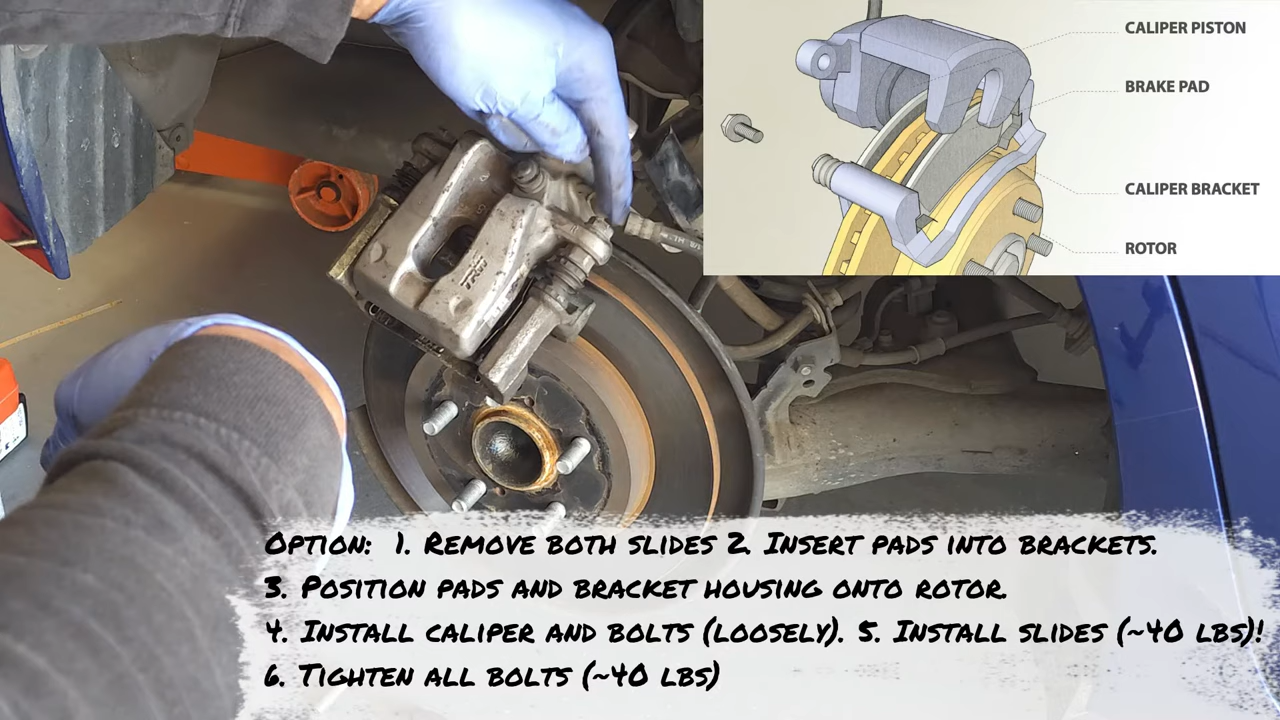 CALIPER PISTON
BRAKE PAD
CALIPER BRACKET
ROTOR
TRW
OPTION: 1. REMOVE BOTH SLIDES 2. INSERT PADS INTO BRACKETS.
3. POSITION PADS AND BRACKET HOUSING ONTO ROTOR.
4. INSTALL CALIPER AND BOLTS (LOOSELY). 5. INSTALL SLIDES (~40 LBS)!
6. TIGHTEN ALL BOLTS (~40 LBS)